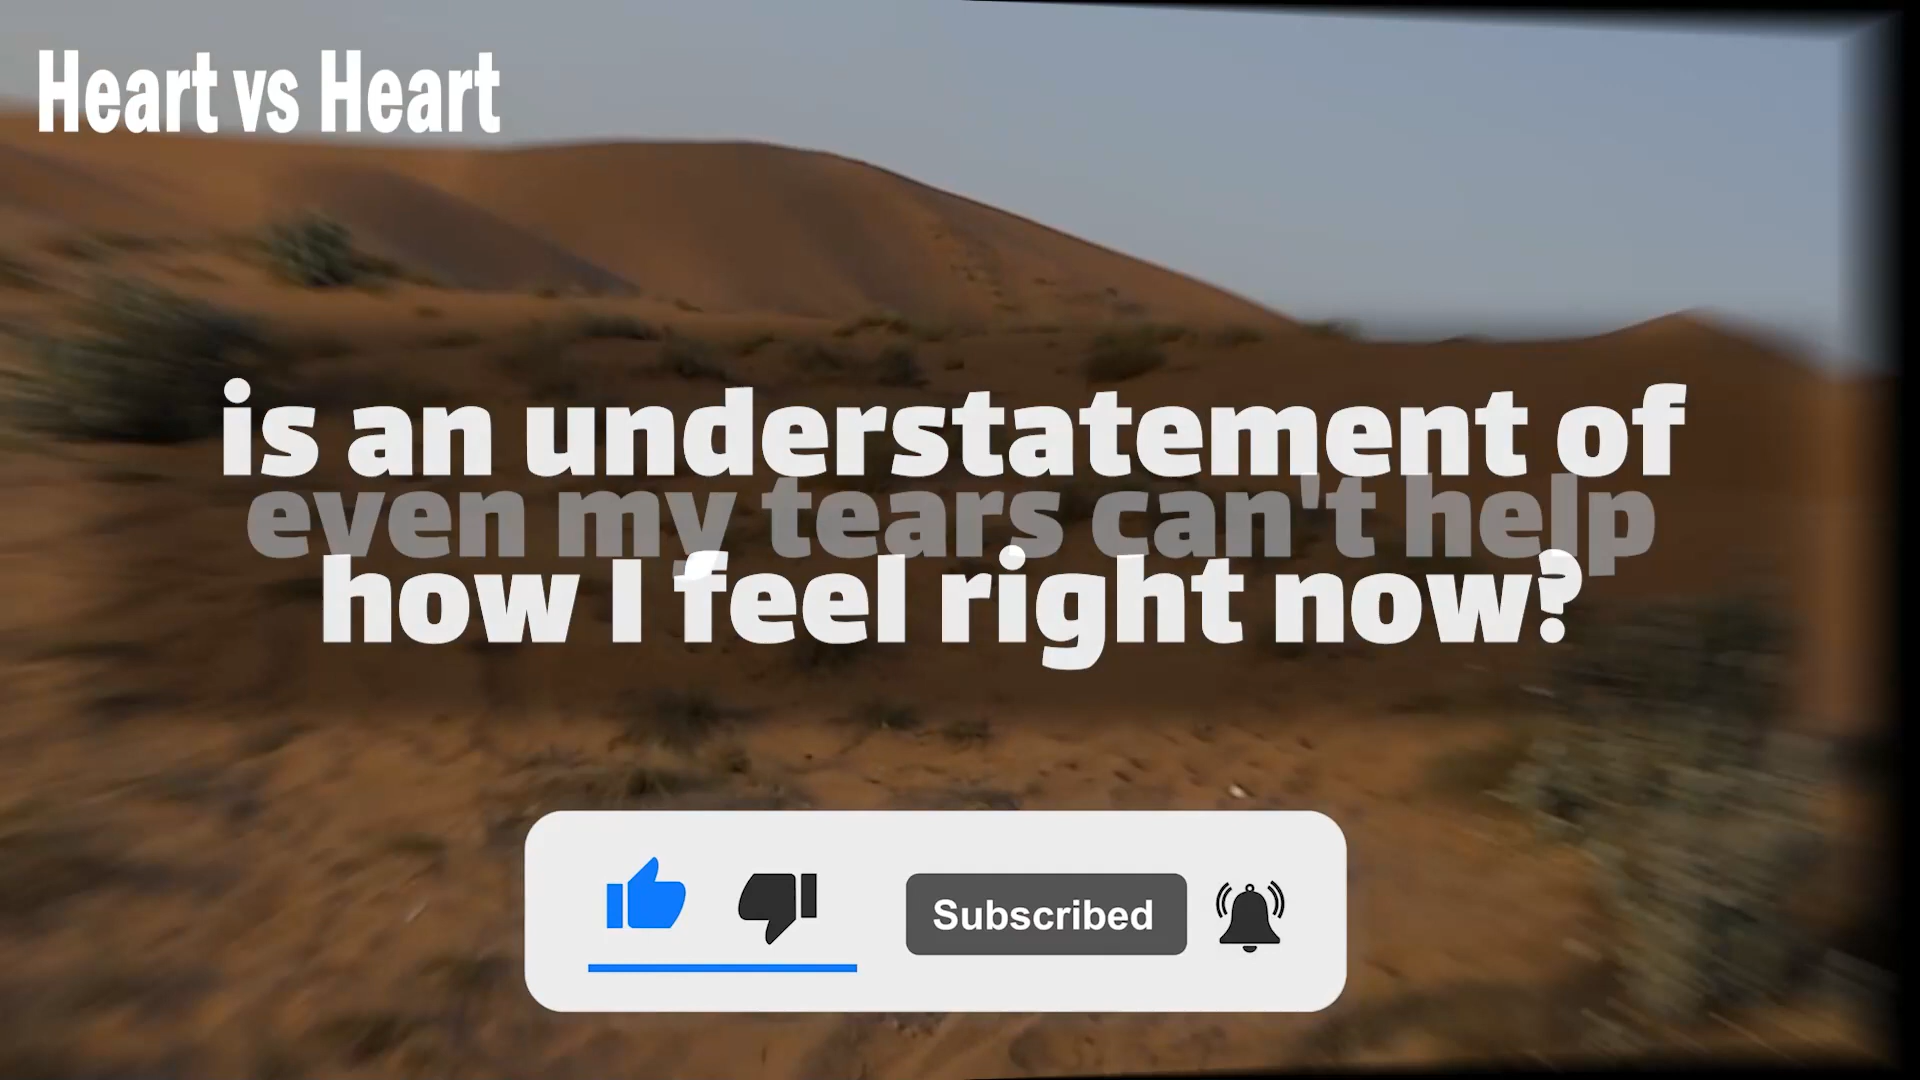 Heart vs Heart
is an understatement of
even my tears can't help
how I feel right now?
Subscribed